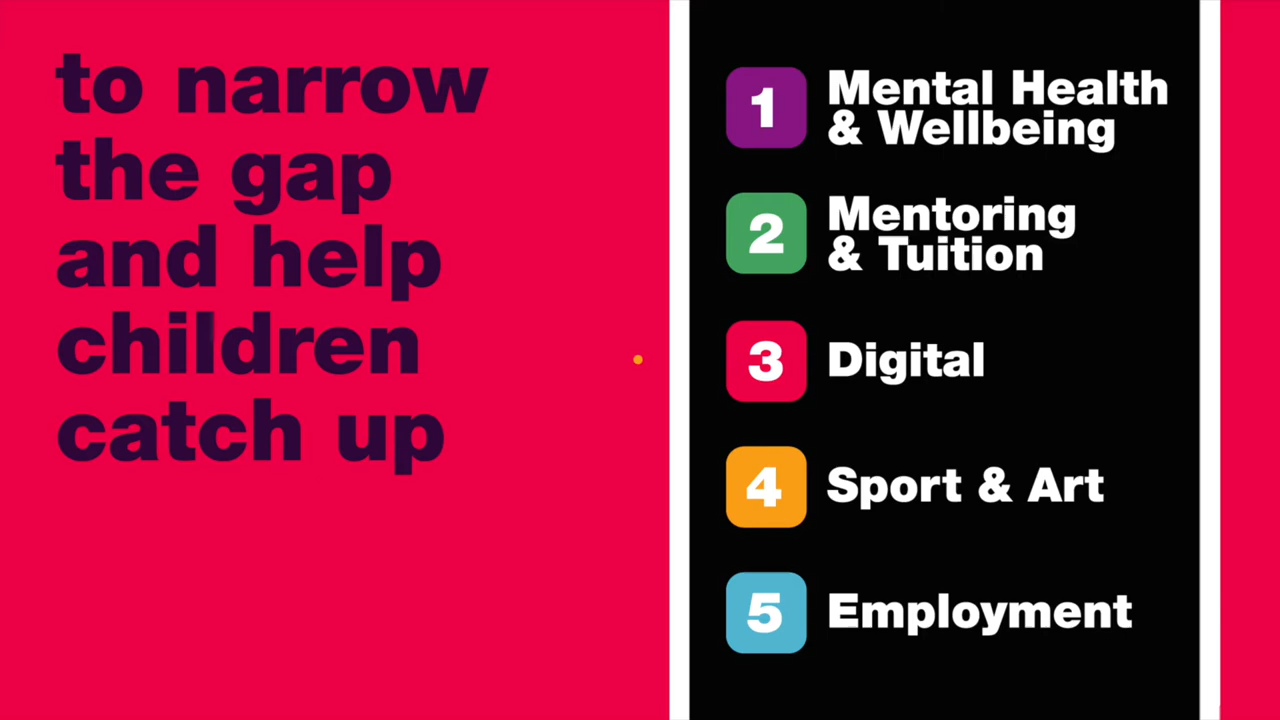 to narrow
the gap
and help
children
catch up
1
Mental Health
& Wellbeing
2
Mentoring
& Tuition
3
Digital
4
Sport & Art
5
Employment